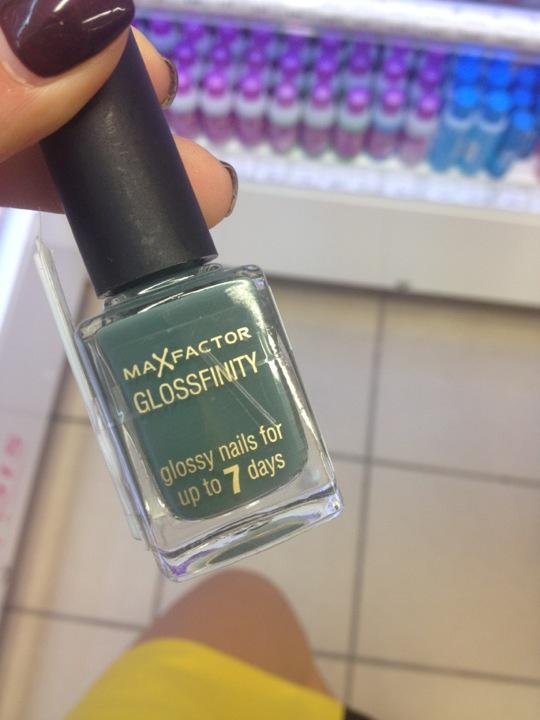 MAXFACTOR
GLOSSFINITY
glossy nails for
up to 7 days